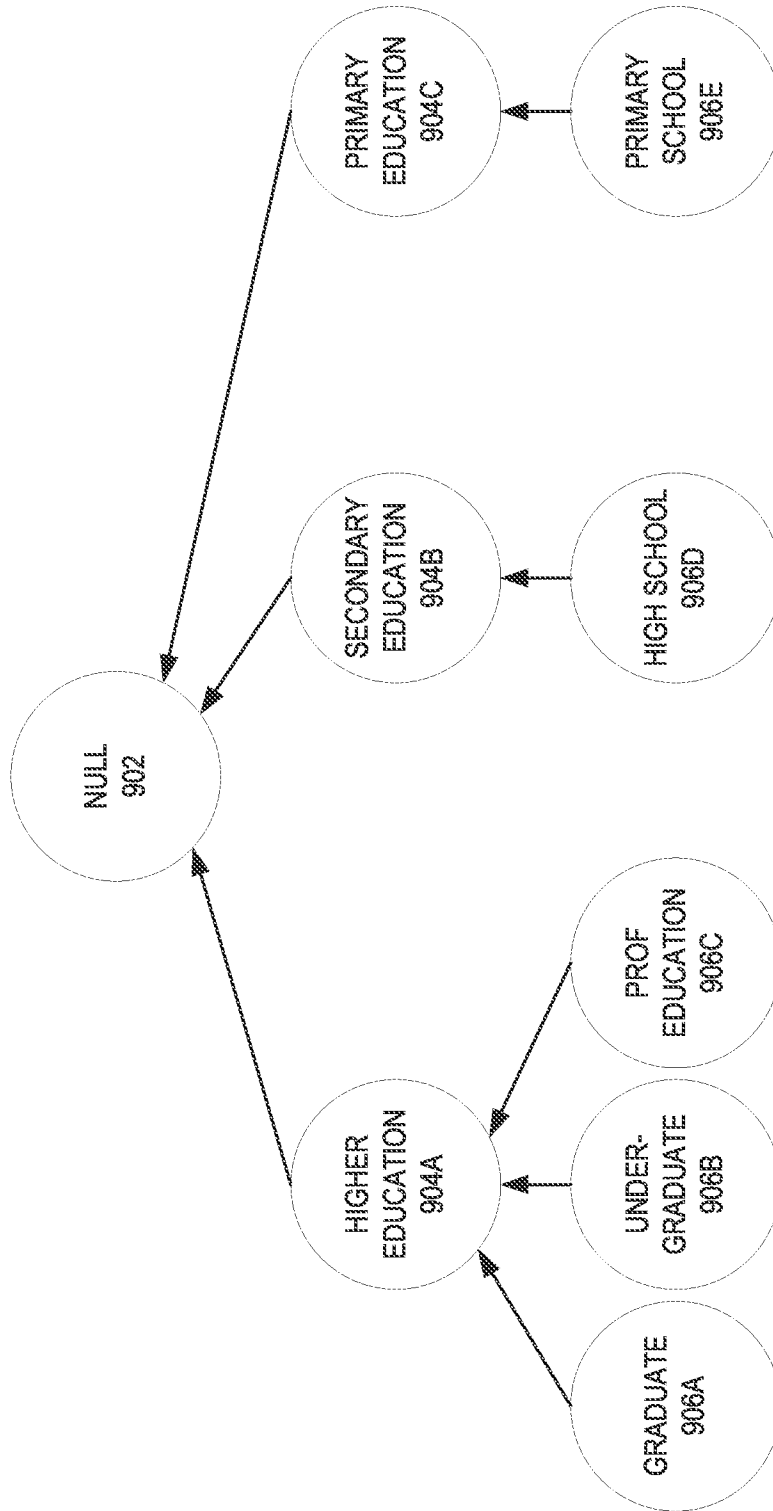 NULL
902
HIGHER
EDUCATION
904A
SECONDARY
EDUCATION
904B
PRIMARY
EDUCATION
904C
GRADUATE
906A
UNDER-
GRADUATE
906B
PROF
EDUCATION
906C
HIGH SCHOOL
906D
PRIMARY
SCHOOL
906E